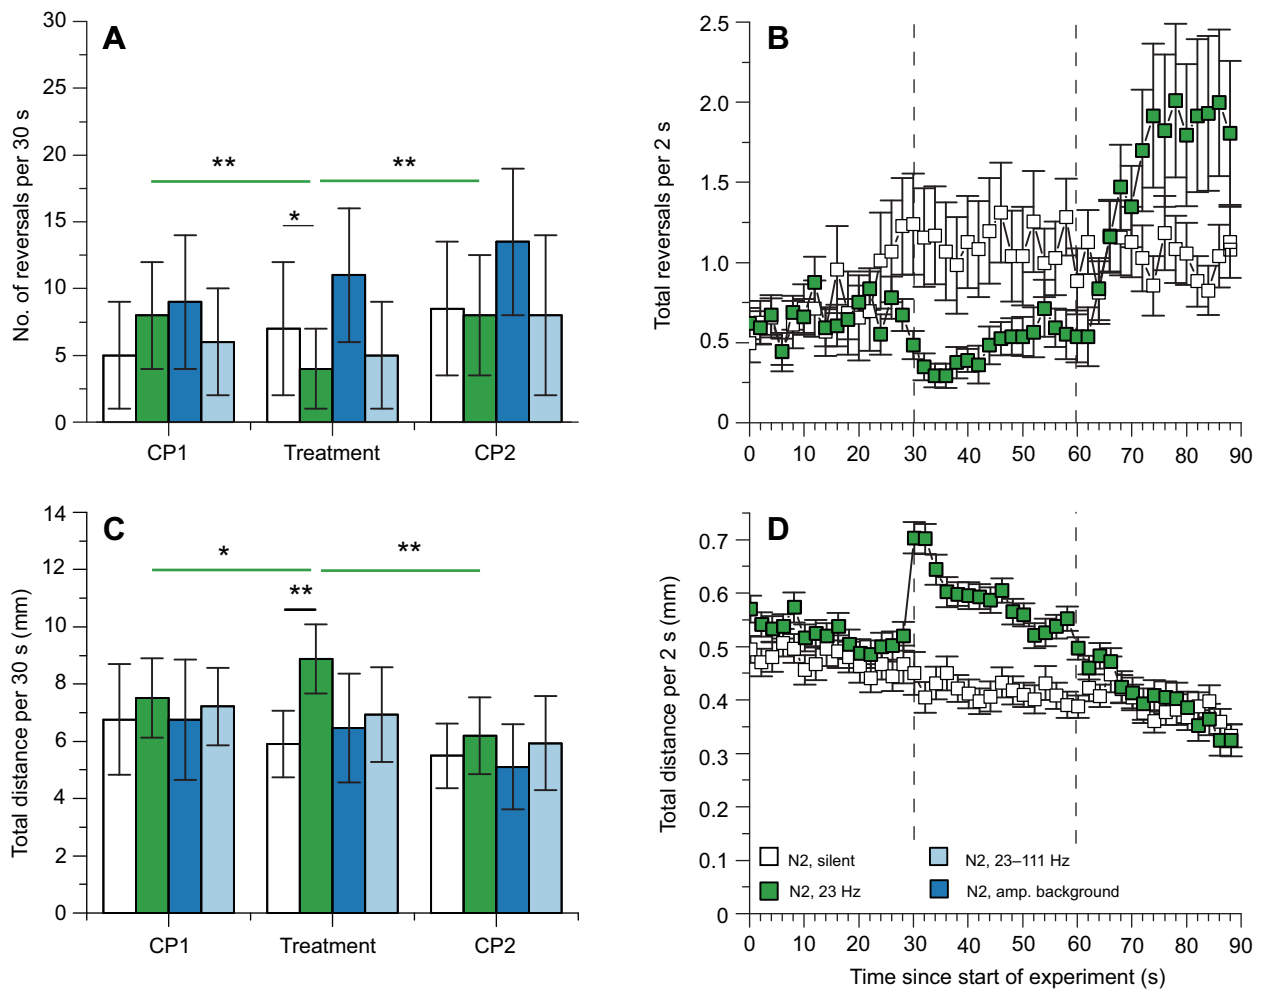 A
No. of reversals per 30 s
30
25
20
15
10
5
0
**
**
*
CP1
Treatment
CP2
B
Total reversals per 2 s
2.5
2.0
1.5
1.0
0.5
0
0 10 20 30 40 50 60 70 80 90
C
Total distance per 30 s (mm)
14
12
10
8
6
4
2
0
*
**
**
CP1
Treatment
CP2
D
Total distance per 2 s (mm)
0.7
0.6
0.5
0.4
0.3
0.2
0.1
0
N2, silent
N2, 23–111 Hz
N2, 23 Hz
N2, amp. background
0 10 20 30 40 50 60 70 80 90
Time since start of experiment (s)